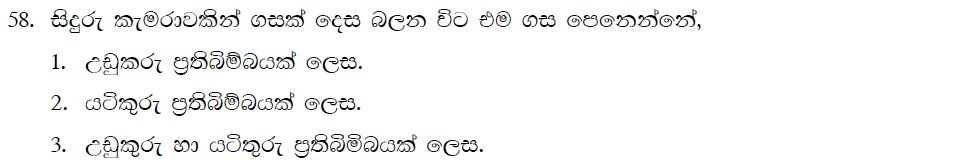 58. සිදුරු කැමරාවකින් ගසක් දෙස බලන විට එම ගස පෙනෙන්නේ,
1. උඩුකරු ප්‍රතිබිම්බයක් ලෙස.
2. යටිකුරු ප්‍රතිබිම්බයක් ලෙස.
3. උඩුකුරු හා යටිතුරු ප්‍රතිබිම්බයක් ලෙස.